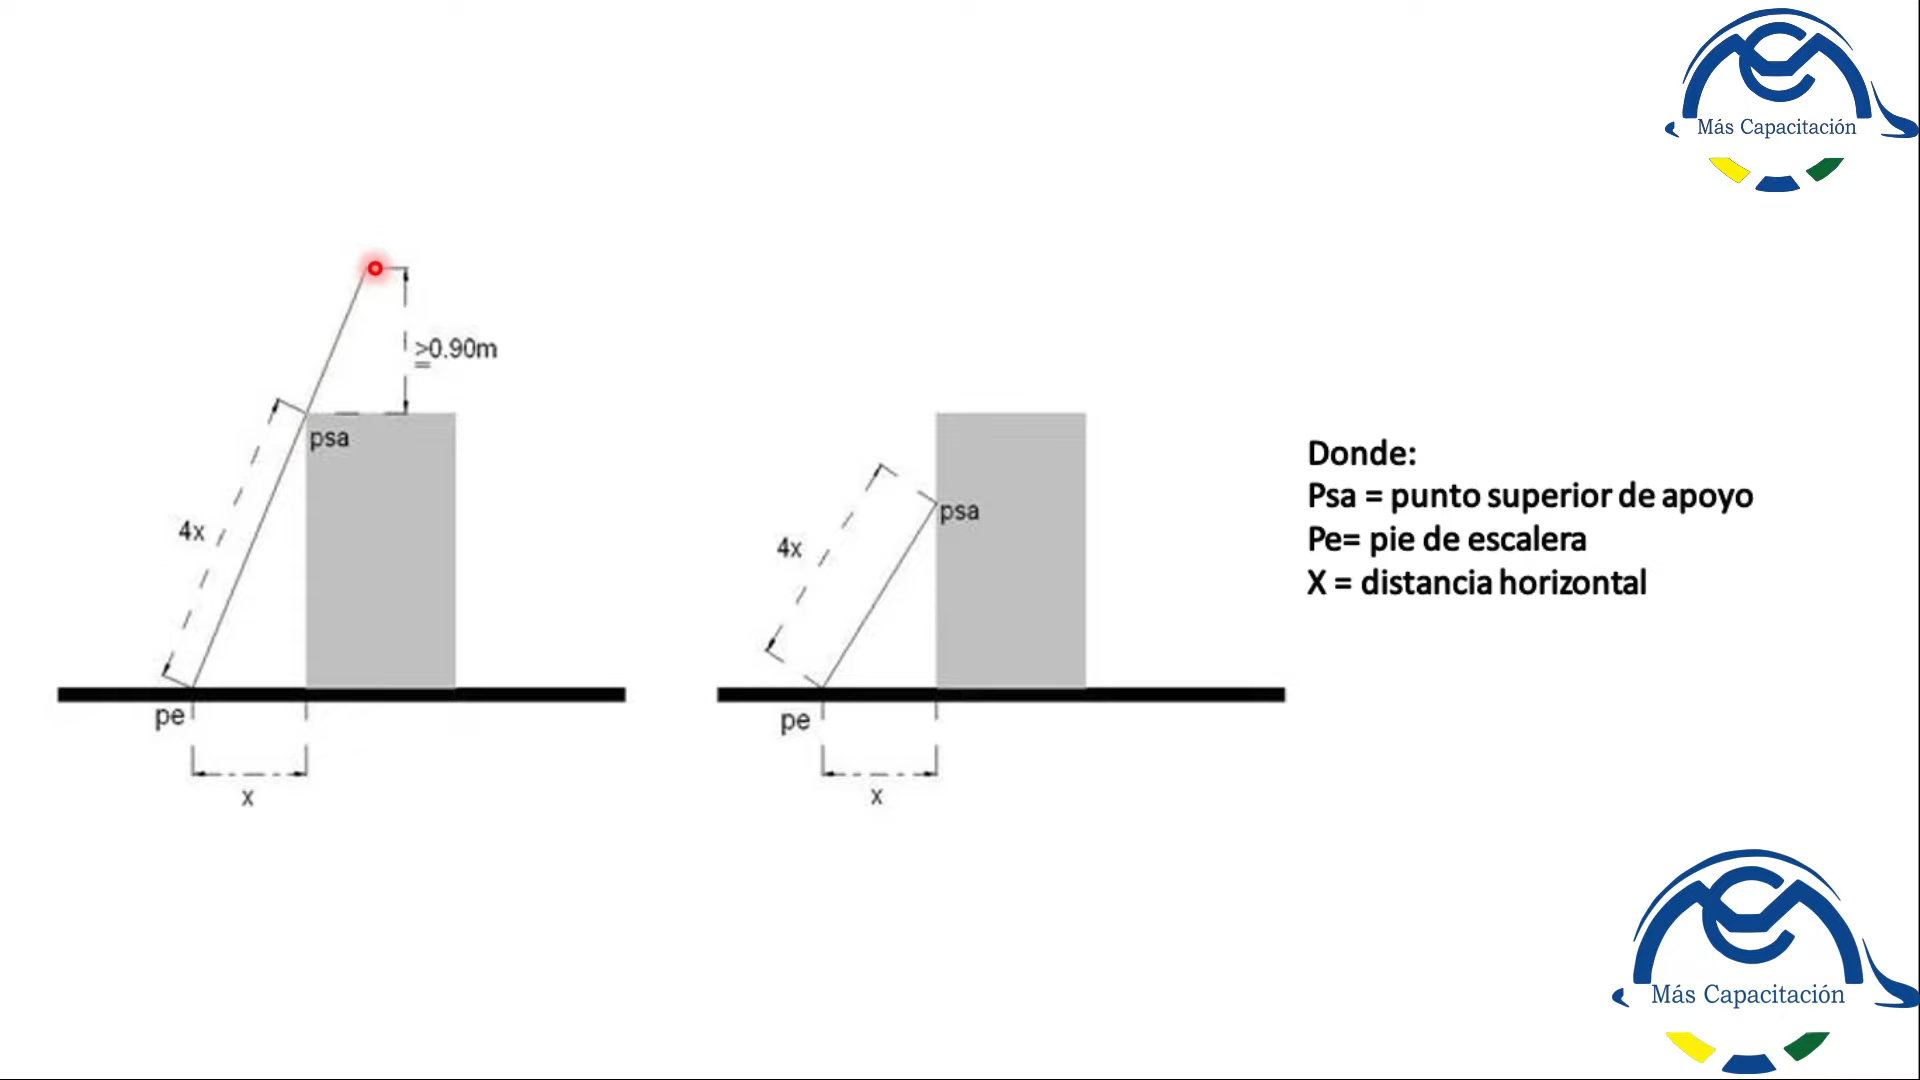 Más Capacitación
≥0.90m
psa
4x
pe
x
psa
4x
pe
x
Donde:
Psa = punto superior de apoyo
Pe= pie de escalera
X = distancia horizontal
Más Capacitación